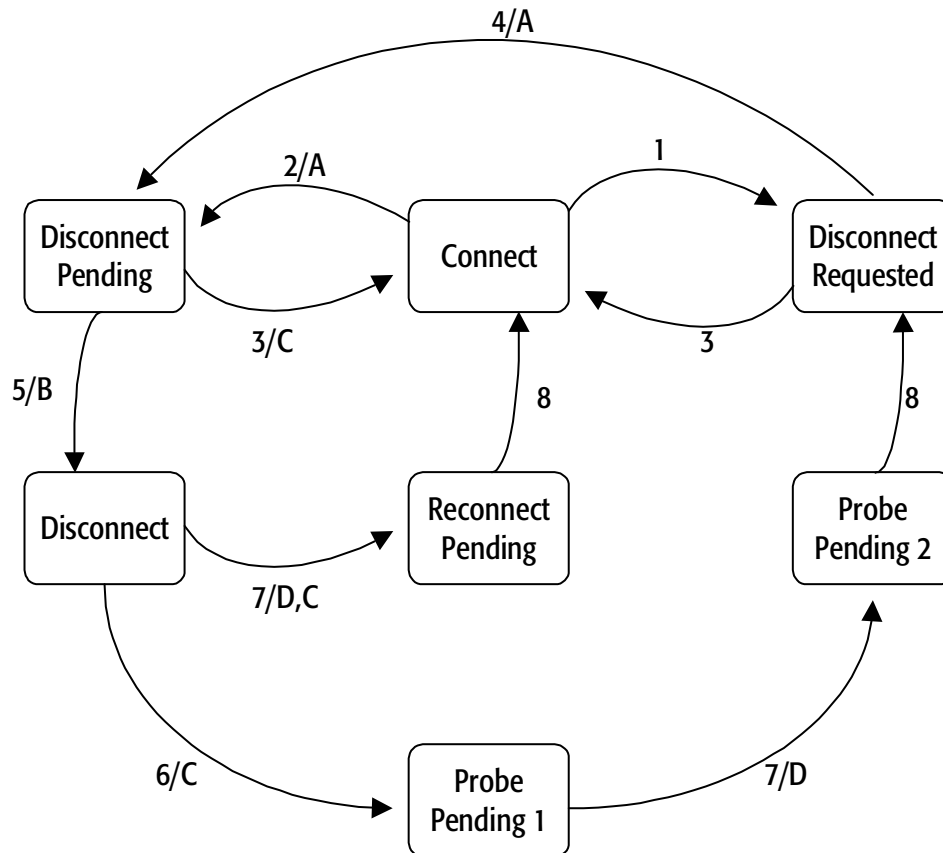 4/A
2/A
1
Disconnect
Pending
Connect
Disconnect
Requested
3/C
3
5/B
8
8
Disconnect
Reconnect
Pending
Probe
Pending 2
7/D,C
6/C
Probe
Pending 1
7/D